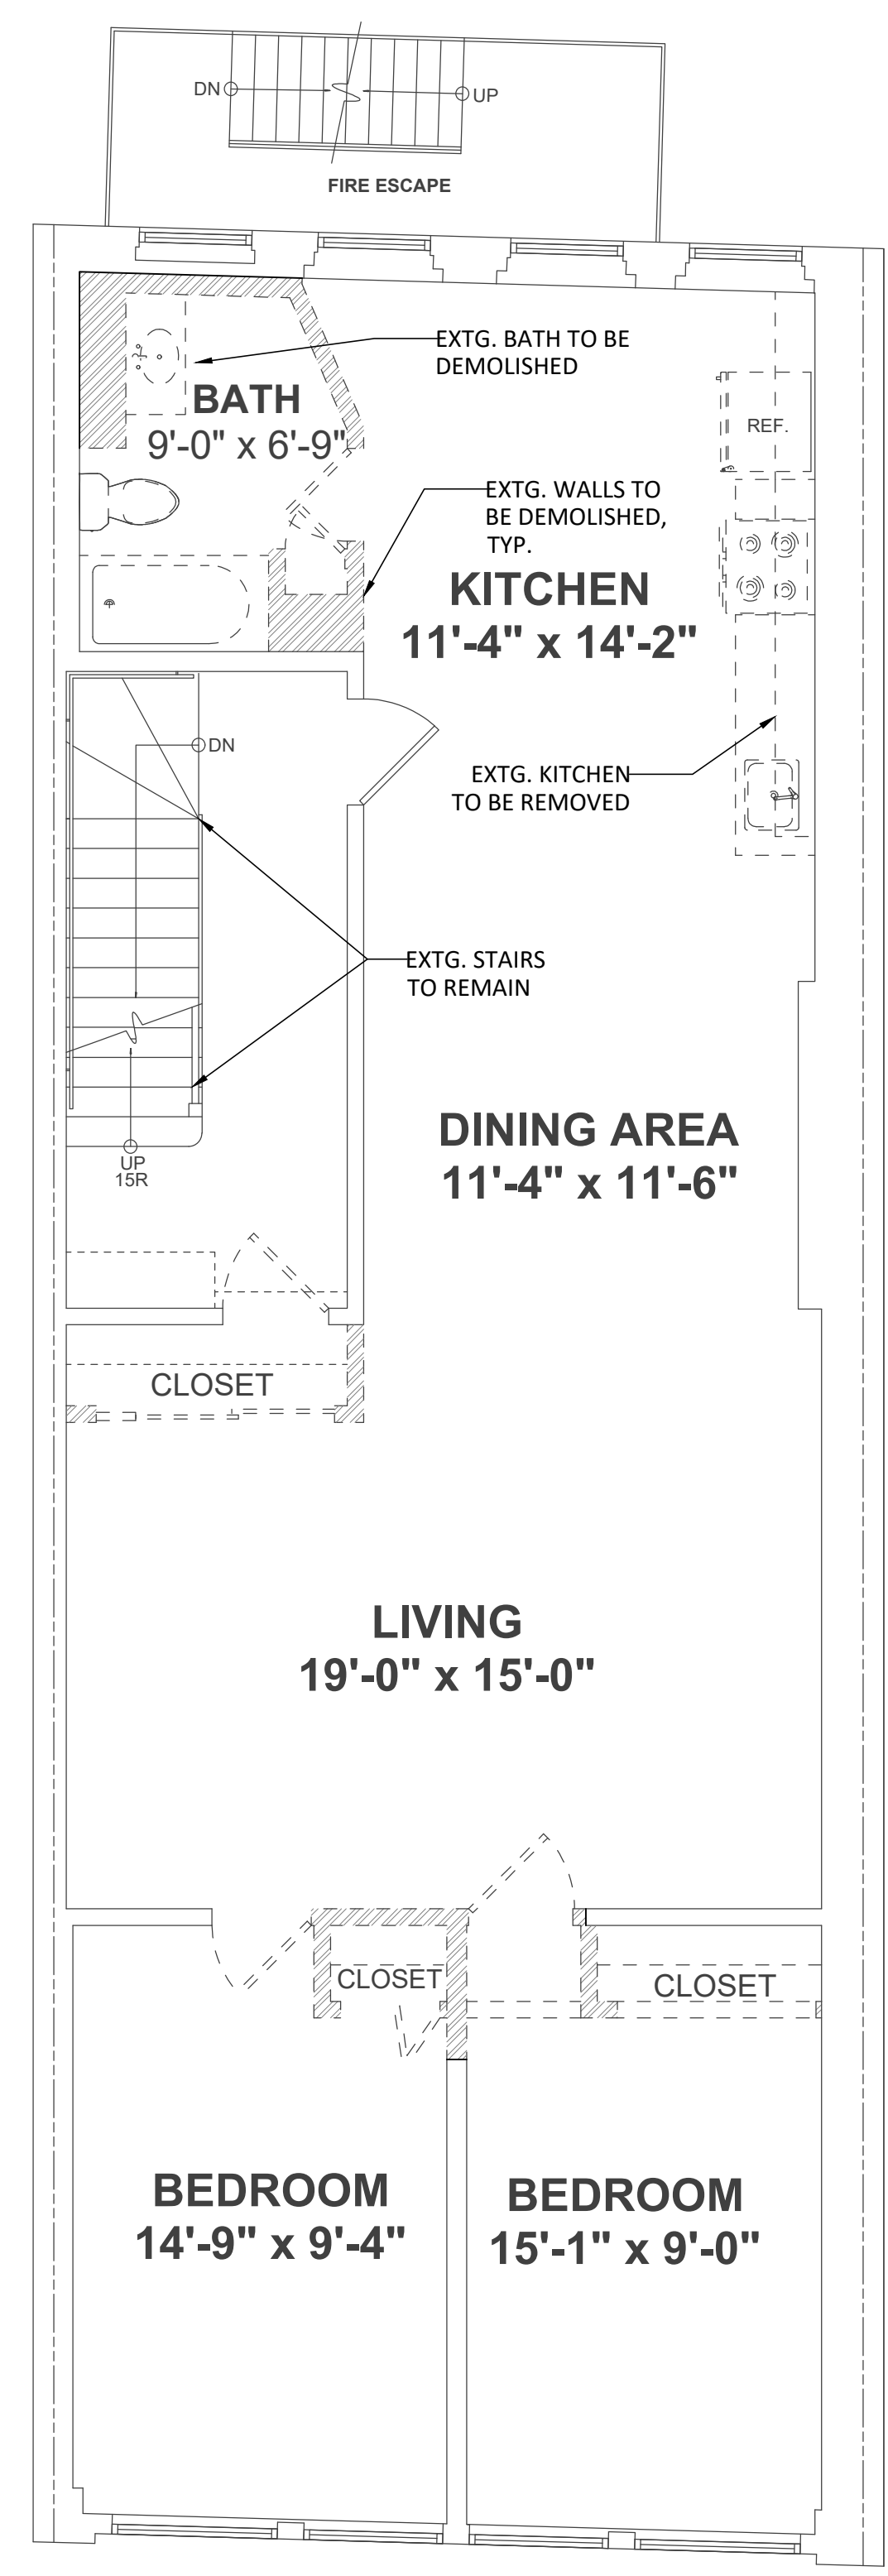 DN
UP
FIRE ESCAPE
EXTG. BATH TO BE
DEMOLISHED
BATH
9'-0" x 6'-9"
REF.
EXTG. WALLS TO
BE DEMOLISHED,
TYP.
KITCHEN
11'-4" x 14'-2"
DN
EXTG. KITCHEN
TO BE REMOVED
EXTG. STAIRS
TO REMAIN
DINING AREA
11'-4" x 11'-6"
UP
15R
CLOSET
LIVING
19'-0" x 15'-0"
CLOSET
CLOSET
BEDROOM
14'-9" x 9'-4"
BEDROOM
15'-1" x 9'-0"